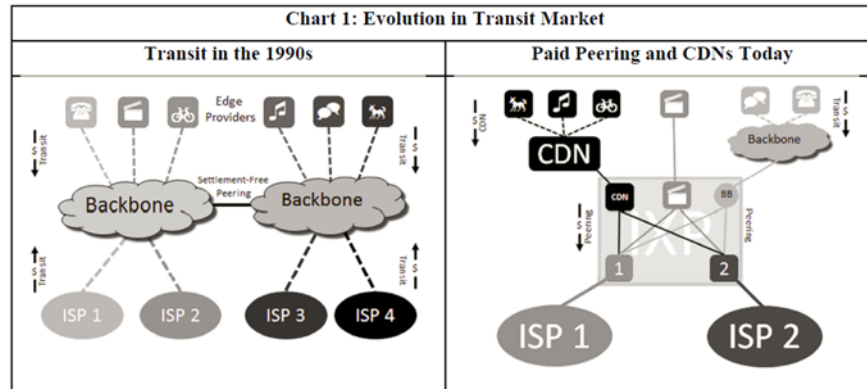 Chart 1: Evolution in Transit Market
Transit in the 1990s
Paid Peering and CDNs Today
Edge
Providers
$
Transit
$
Transit
Backbone
Settlement-Free
Peering
Backbone
$
Transit
$
Transit
ISP 1
ISP 2
ISP 3
ISP 4
$
CDN
CDN
Backbone
$
Transit
CDN
BB
$
Peering
Peering
IXP
1
2
ISP 1
ISP 2